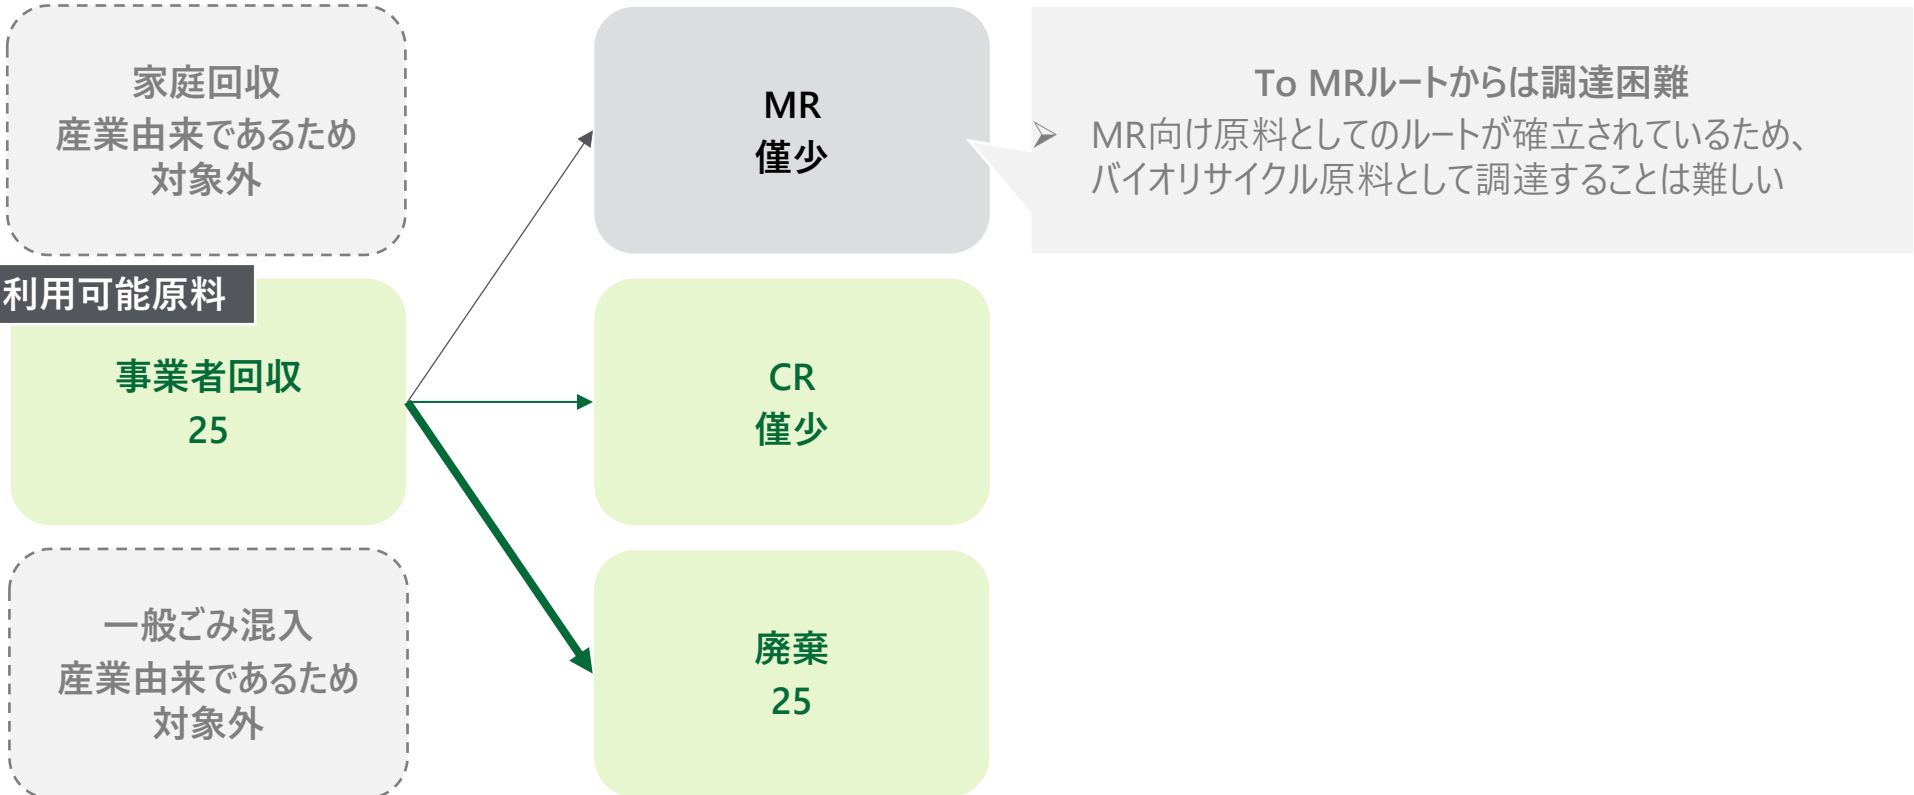 家庭回収
産業由来であるため
対象外
利用可能原料
事業者回収
25
一般ごみ混入
産業由来であるため
対象外
MR
僅少
CR
僅少
廃棄
25
To MRルートからは調達困難
➢ MR向け原料としてのルートが確立されているため、
バイオリサイクル原料として調達することは難しい